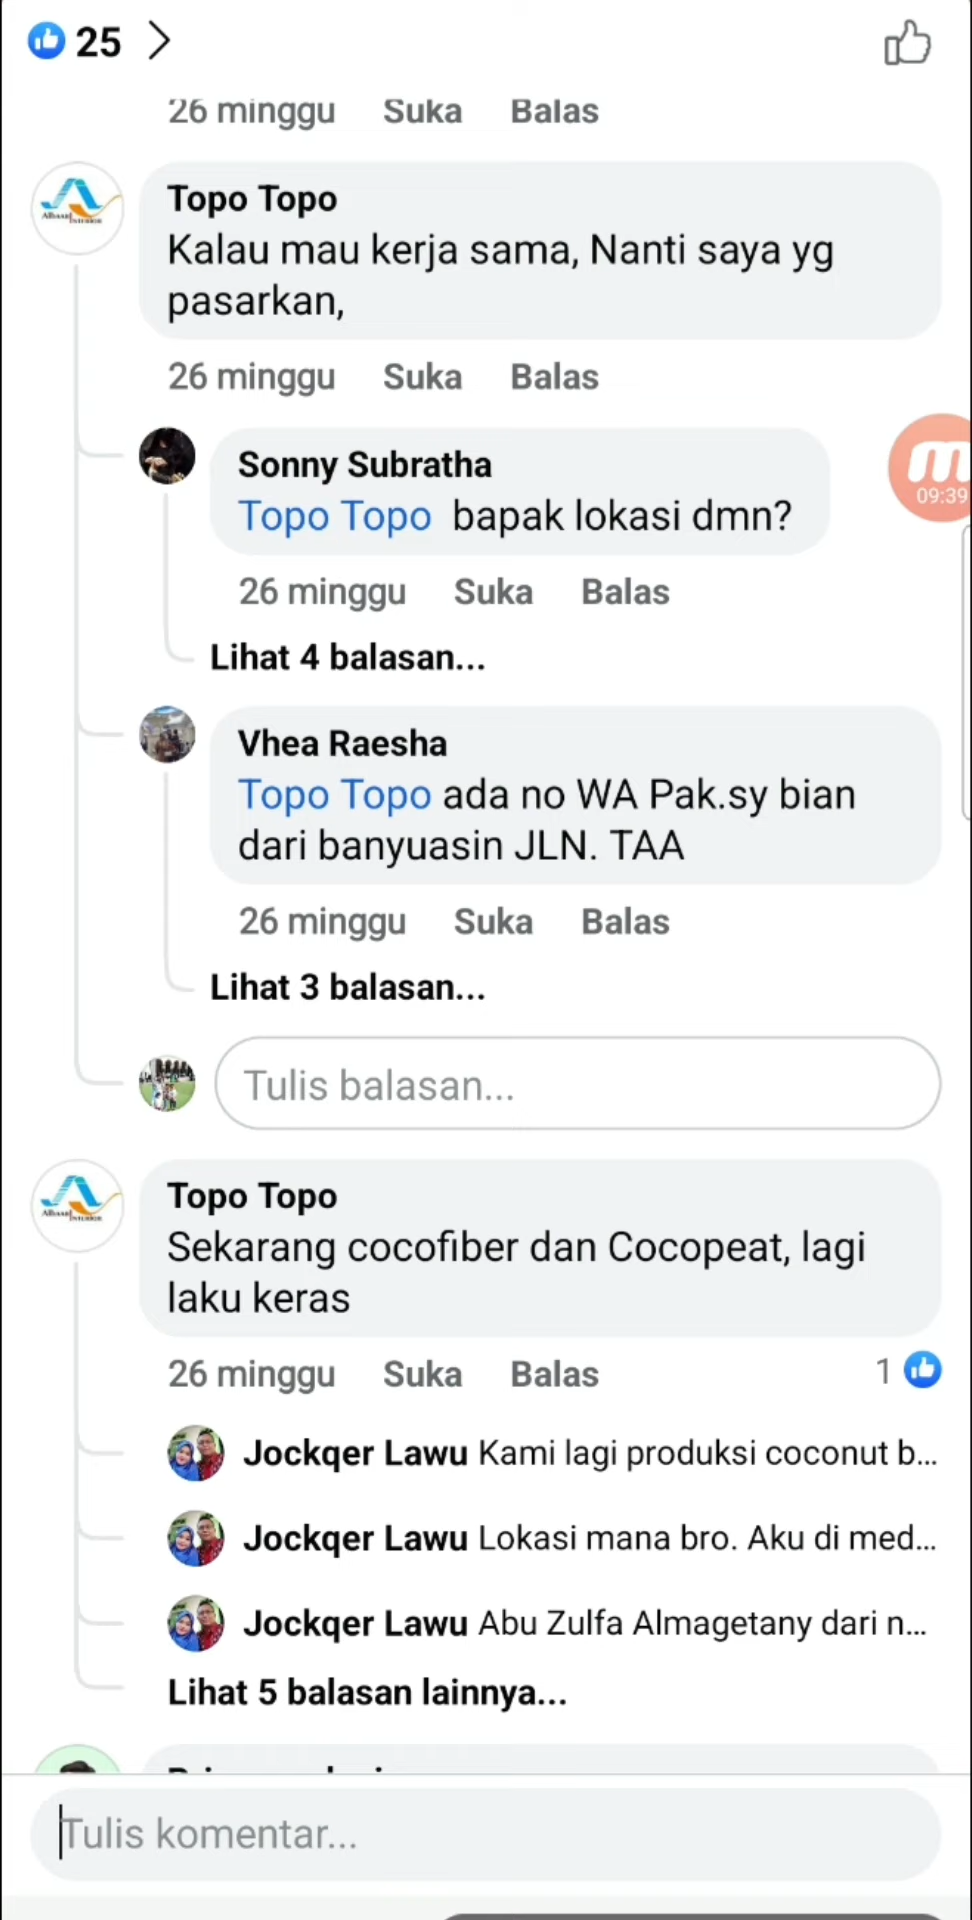 25
26 minggu Suka Balas
Topo Topo
Kalau mau kerja sama, Nanti saya yg
pasarkan,
26 minggu Suka Balas
Sonny Subratha
Topo Topo bapak lokasi dmn?
26 minggu Suka Balas
09:39
Lihat 4 balasan...
Vhea Raesha
Topo Topo ada no WA Pak.sy bian
dari banyuasin JLN. TAA
26 minggu Suka Balas
Lihat 3 balasan...
Tulis balasan...
Topo Topo
Sekarang cocofiber dan Cocopeat, lagi
laku keras
26 minggu Suka Balas 1
Jockqer Lawu Kami lagi produksi coconut b...
Jockqer Lawu Lokasi mana bro. Aku di med...
Jockqer Lawu Abu Zulfa Almagetany dari n...
Lihat 5 balasan lainnya...
Tulis komentar...